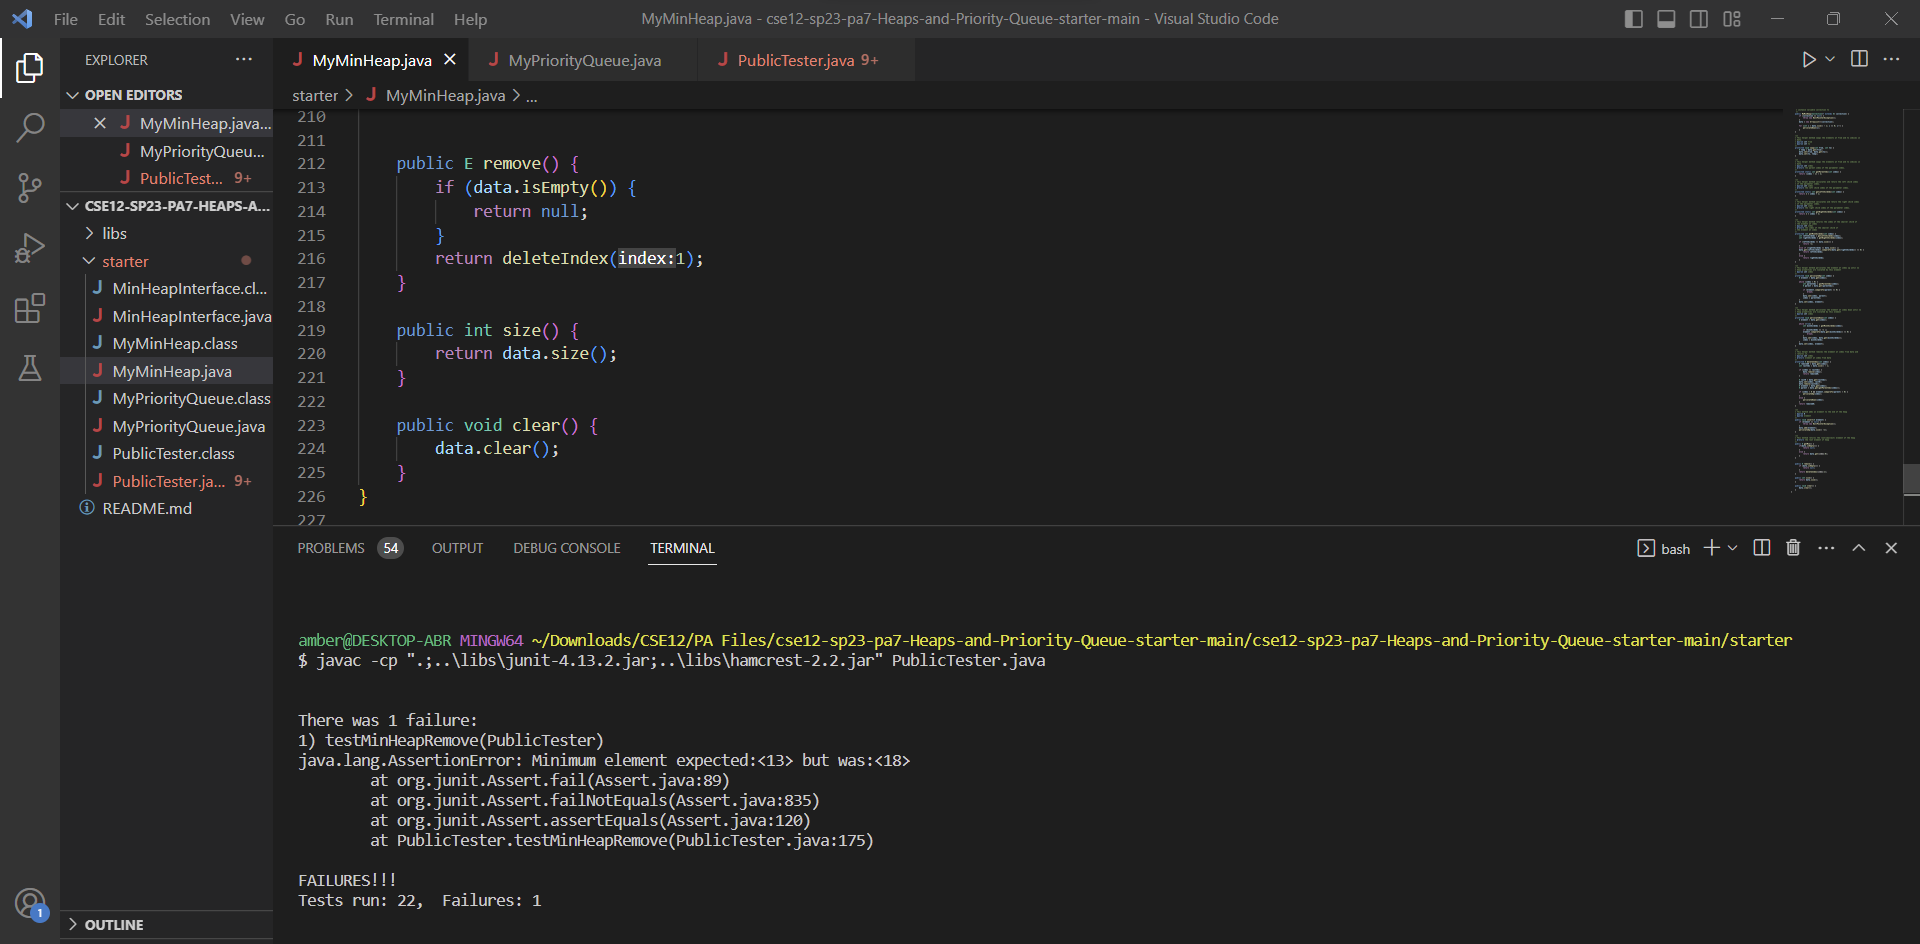 File Edit Selection View Go Run Terminal Help
MyMinHeap.java - cse12-sp23-pa7-Heaps-and-Priority-Queue-starter-main - Visual Studio Code
EXPLORER
OPEN EDITORS
MyMinHeap.java...
MyPriorityQueu...
PublicTest... 9+
CSE12-SP23-PA7-HEAPS-A...
libs
starter
MinHeapInterface.cl...
MinHeapInterface.java
MyMinHeap.class
MyMinHeap.java
MyPriorityQueue.class
MyPriorityQueue.java
PublicTester.class
PublicTester.ja... 9+
README.md
1
OUTLINE
MyMinHeap.java MyPriorityQueue.java PublicTester.java 9+
starter > MyMinHeap.java > ...
210
211
212 public E remove() {
213 if (data.isEmpty()) {
214 return null;
215 }
216 return deleteIndex(index:1);
217 }
218
219 public int size() {
220 return data.size();
221 }
222
223 public void clear() {
224 data.clear();
225 }
226 }
227
PROBLEMS 54 OUTPUT DEBUG CONSOLE TERMINAL
bash
amber@DESKTOP-ABR MINGW64 ~/Downloads/CSE12/PA Files/cse12-sp23-pa7-Heaps-and-Priority-Queue-starter-main/cse12-sp23-pa7-Heaps-and-Priority-Queue-starter-main/starter
$ javac -cp ".;..\libs\junit-4.13.2.jar;..\libs\hamcrest-2.2.jar" PublicTester.java
There was 1 failure:
1) testMinHeapRemove(PublicTester)
java.lang.AssertionError: Minimum element expected:<13> but was:<18>
at org.junit.Assert.fail(Assert.java:89)
at org.junit.Assert.failNotEquals(Assert.java:835)
at org.junit.Assert.assertEquals(Assert.java:120)
at PublicTester.testMinHeapRemove(PublicTester.java:175)
FAILURES!!!
Tests run: 22, Failures: 1